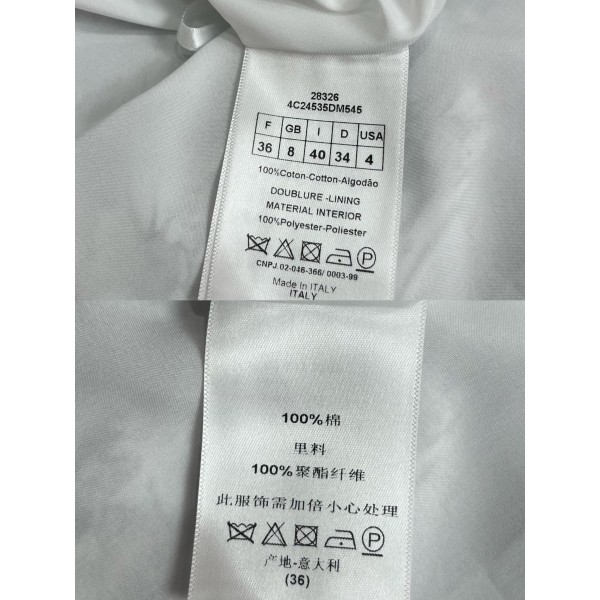 28326
4C24535DM545
F GB I D USA
36 8 40 34 4
100%Coton-Cotton-Algodão
DOUBLURE -LINING
MATERIAL INTERIOR
100%Polyester-Poliester
P
CNPJ.02-046-366/ 0003-99
Made In ITALY
ITALY
100%棉
里料
100%聚酯纤维
此服饰需加倍小心处理
P
产地-意大利
(36)